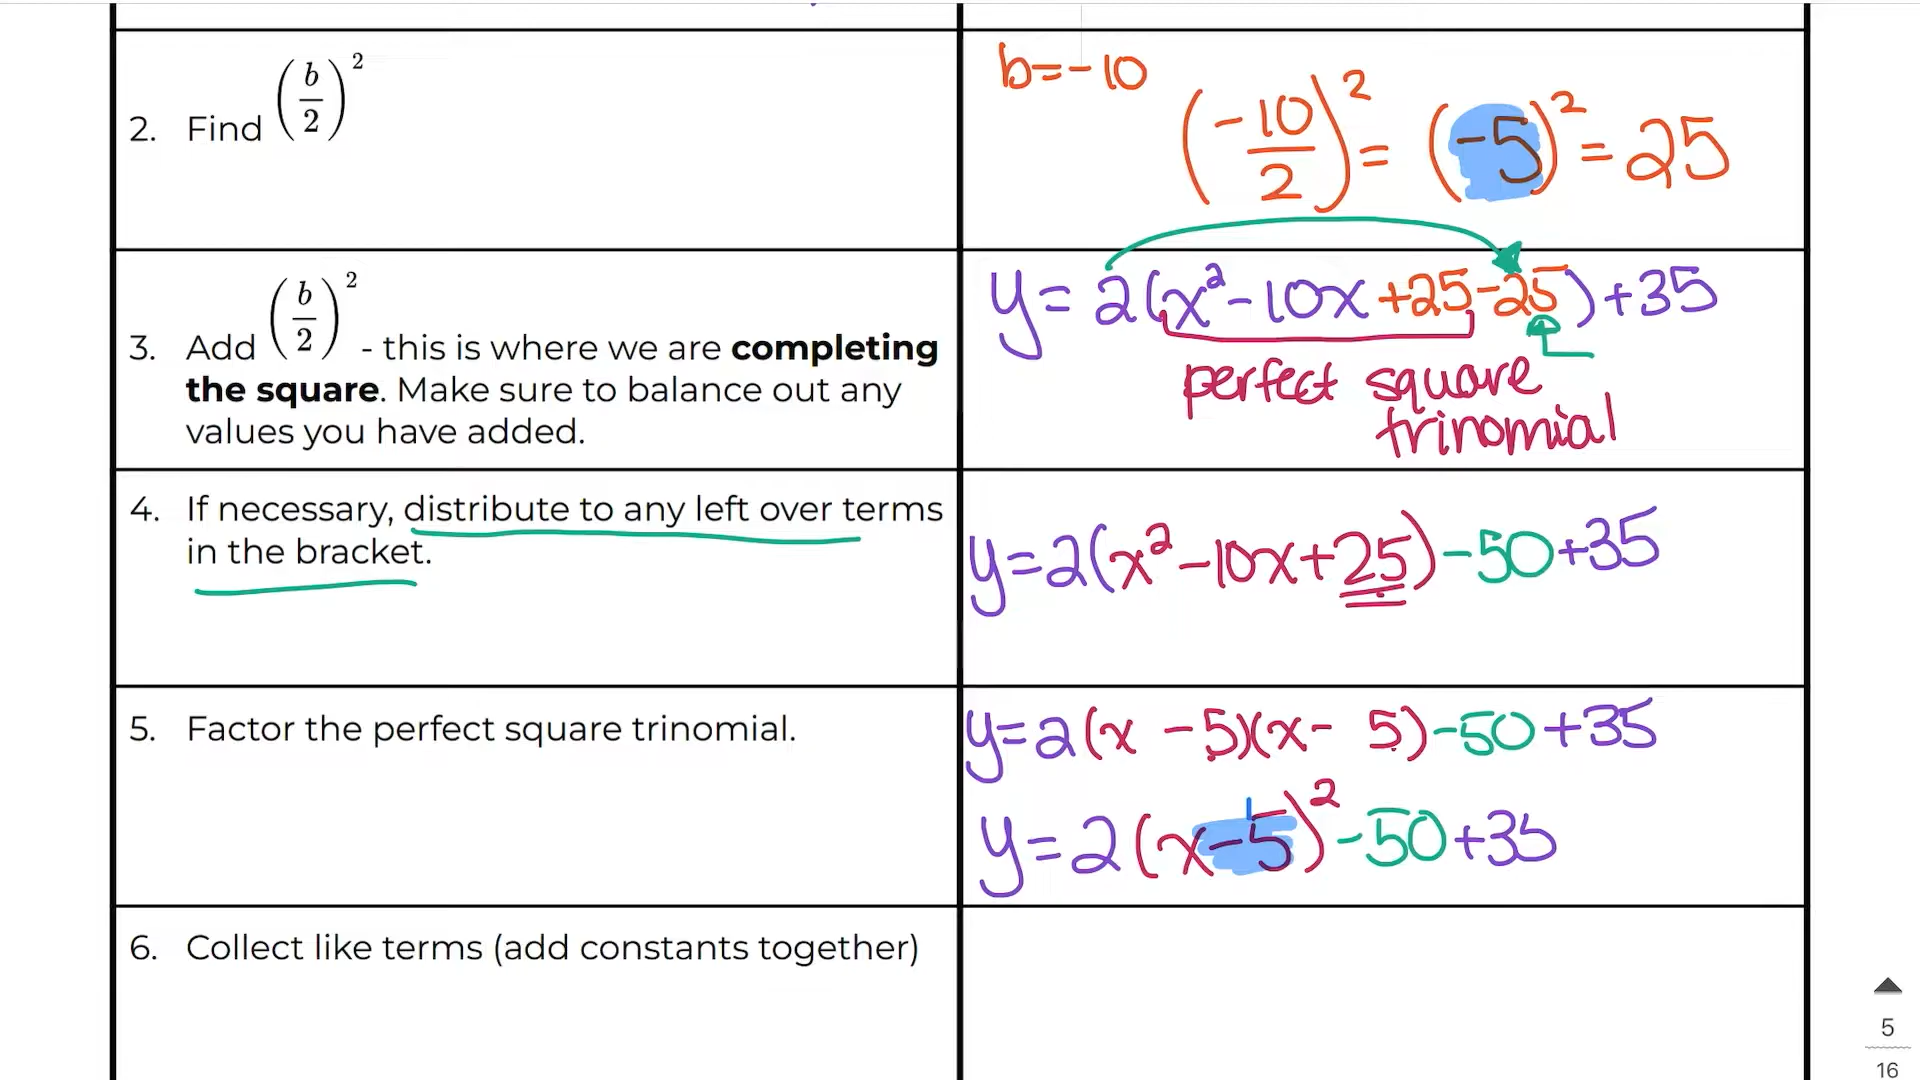 2. Find (b/2)²
b=-10
(-10/2)² = (-5)² = 25
3. Add (b/2)² - this is where we are completing
the square. Make sure to balance out any
values you have added.
y=2(x²-10x+25-25)+35
perfect square
trinomial
4. If necessary, distribute to any left over terms
in the bracket.
y=2(x²-10x+25)-50+35
5. Factor the perfect square trinomial.
y=2(x-5)(x-5)-50+35
y=2(x-5)²-50+35
6. Collect like terms (add constants together)
5
16